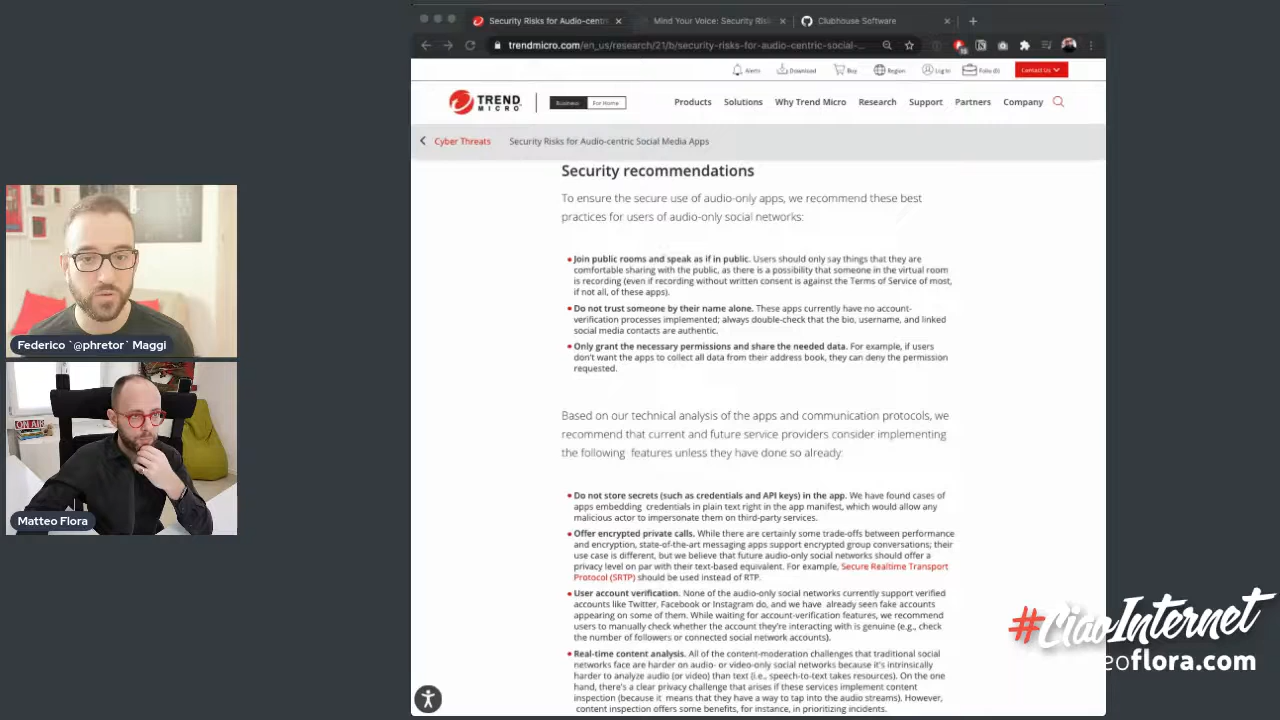 Security Risks for Audio-centri
Mind Your Voice: Security Risk
Clubhouse Software
trendmicro.com/en_us/research/21/b/security-risks-for-audio-centric-social-...
Alerts
Download
Buy
Region
Log In
Folio (0)
Contact Us
TREND MICRO
Business
For Home
Products
Solutions
Why Trend Micro
Research
Support
Partners
Company
Cyber Threats
Security Risks for Audio-centric Social Media Apps
Security recommendations
To ensure the secure use of audio-only apps, we recommend these best
practices for users of audio-only social networks:
Join public rooms and speak as if in public. Users should only say things that they are
comfortable sharing with the public, as there is a possibility that someone in the virtual room
is recording (even if recording without written consent is against the Terms of Service of most,
if not all, of these apps).
Do not trust someone by their name alone. These apps currently have no account-
verification processes implemented; always double-check that the bio, username, and linked
social media contacts are authentic.
Only grant the necessary permissions and share the needed data. For example, if users
don't want the apps to collect all data from their address book, they can deny the permission
requested.
Based on our technical analysis of the apps and communication protocols, we
recommend that current and future service providers consider implementing
the following features unless they have done so already:
Do not store secrets (such as credentials and API keys) in the app. We have found cases of
apps embedding credentials in plain text right in the app manifest, which would allow any
malicious actor to impersonate them on third-party services.
Offer encrypted private calls. While there are certainly some trade-offs between performance
and encryption, state-of-the-art messaging apps support encrypted group conversations; their
use case is different, but we believe that future audio-only social networks should offer a
privacy level on par with their text-based equivalent. For example, Secure Realtime Transport
Protocol (SRTP) should be used instead of RTP.
User account verification. None of the audio-only social networks currently support verified
accounts like Twitter, Facebook or Instagram do, and we have already seen fake accounts
appearing on some of them. While waiting for account-verification features, we recommend
users to manually check whether the account they're interacting with is genuine (e.g., check
the number of followers or connected social network accounts).
Real-time content analysis. All of the content-moderation challenges that traditional social
networks face are harder on audio- or video-only social networks because it's intrinsically
harder to analyze audio (or video) than text (i.e., speech-to-text takes resources). On the one
hand, there's a clear privacy challenge that arises if these services implement content
inspection (because it means that they have a way to tap into the audio streams). However,
content inspection offers some benefits, for instance, in prioritizing incidents.
Federico `@phretor` Maggi
ON AIR
Matteo Flora
#CiaoInternet
eoflora.com